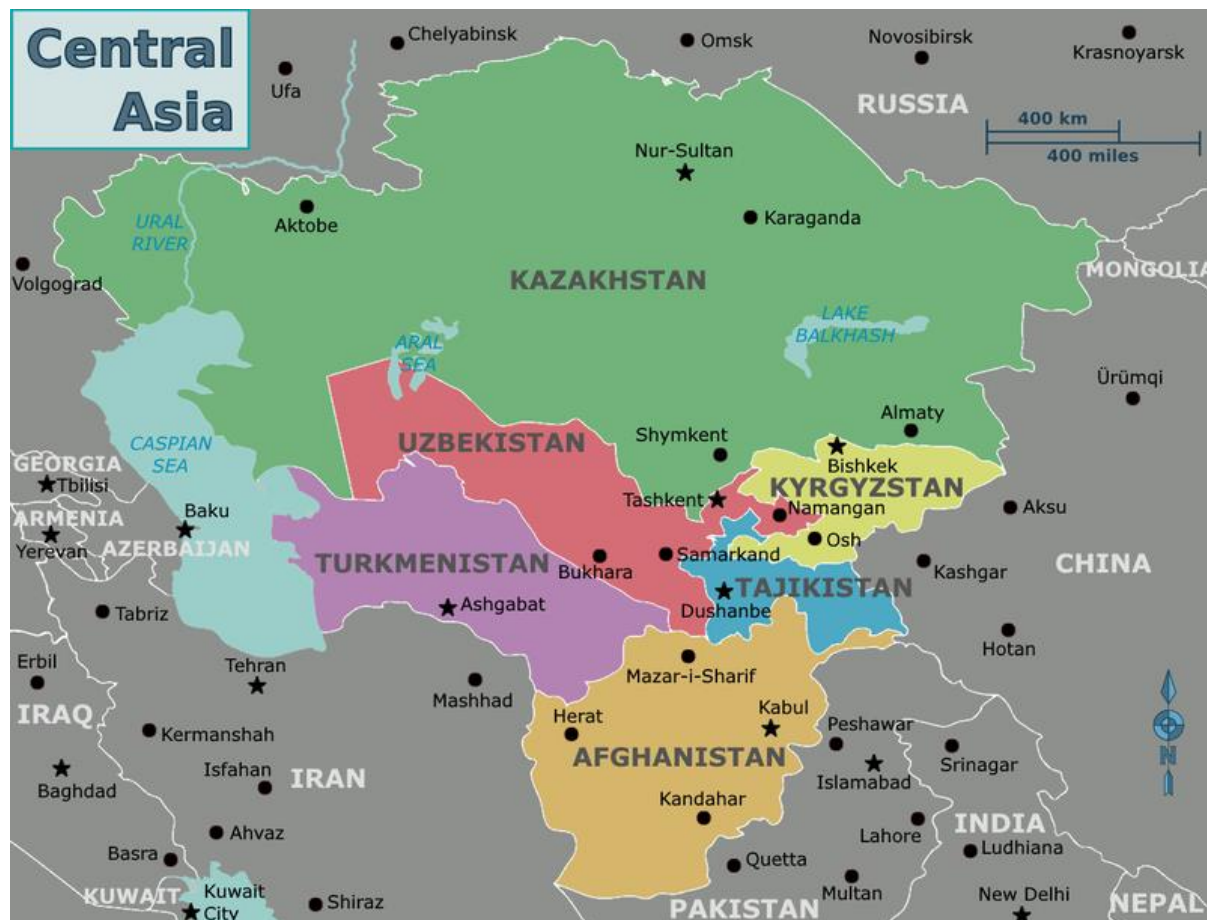 Central
Asia
Chelyabinsk
Omsk
Novosibirsk
Krasnoyarsk
Ufa
RUSSIA
400 km
400 miles
Nur-Sultan
Aktobe
Karaganda
URAL
RIVER
Volgograd
KAZAKHSTAN
MONGOLIA
ARAL
SEA
LAKE
BALKHASH
Ürümqi
Almaty
Shymkent
UZBEKISTAN
CASPIAN
SEA
Bishkek
GEORGIA
Tbilisi
KYRGYZSTAN
Tashkent
Namangan
Aksu
Baku
ARMENIA
Yerevan
AZERBAIJAN
Osh
TURKMENISTAN
Bukhara
Samarkand
Kashgar
CHINA
TAJIKISTAN
Dushanbe
Ashgabat
Tabriz
Hotan
Erbil
Tehran
Mashhad
Mazar-i-Sharif
IRAQ
Herat
Kabul
Peshawar
Kermanshah
AFGHANISTAN
Srinagar
N
Isfahan
IRAN
Islamabad
Baghdad
Kandahar
Ahvaz
Lahore
INDIA
Basra
Quetta
Ludhiana
KUWAIT
Kuwait
City
Shiraz
Multan
PAKISTAN
New Delhi
NEPAL